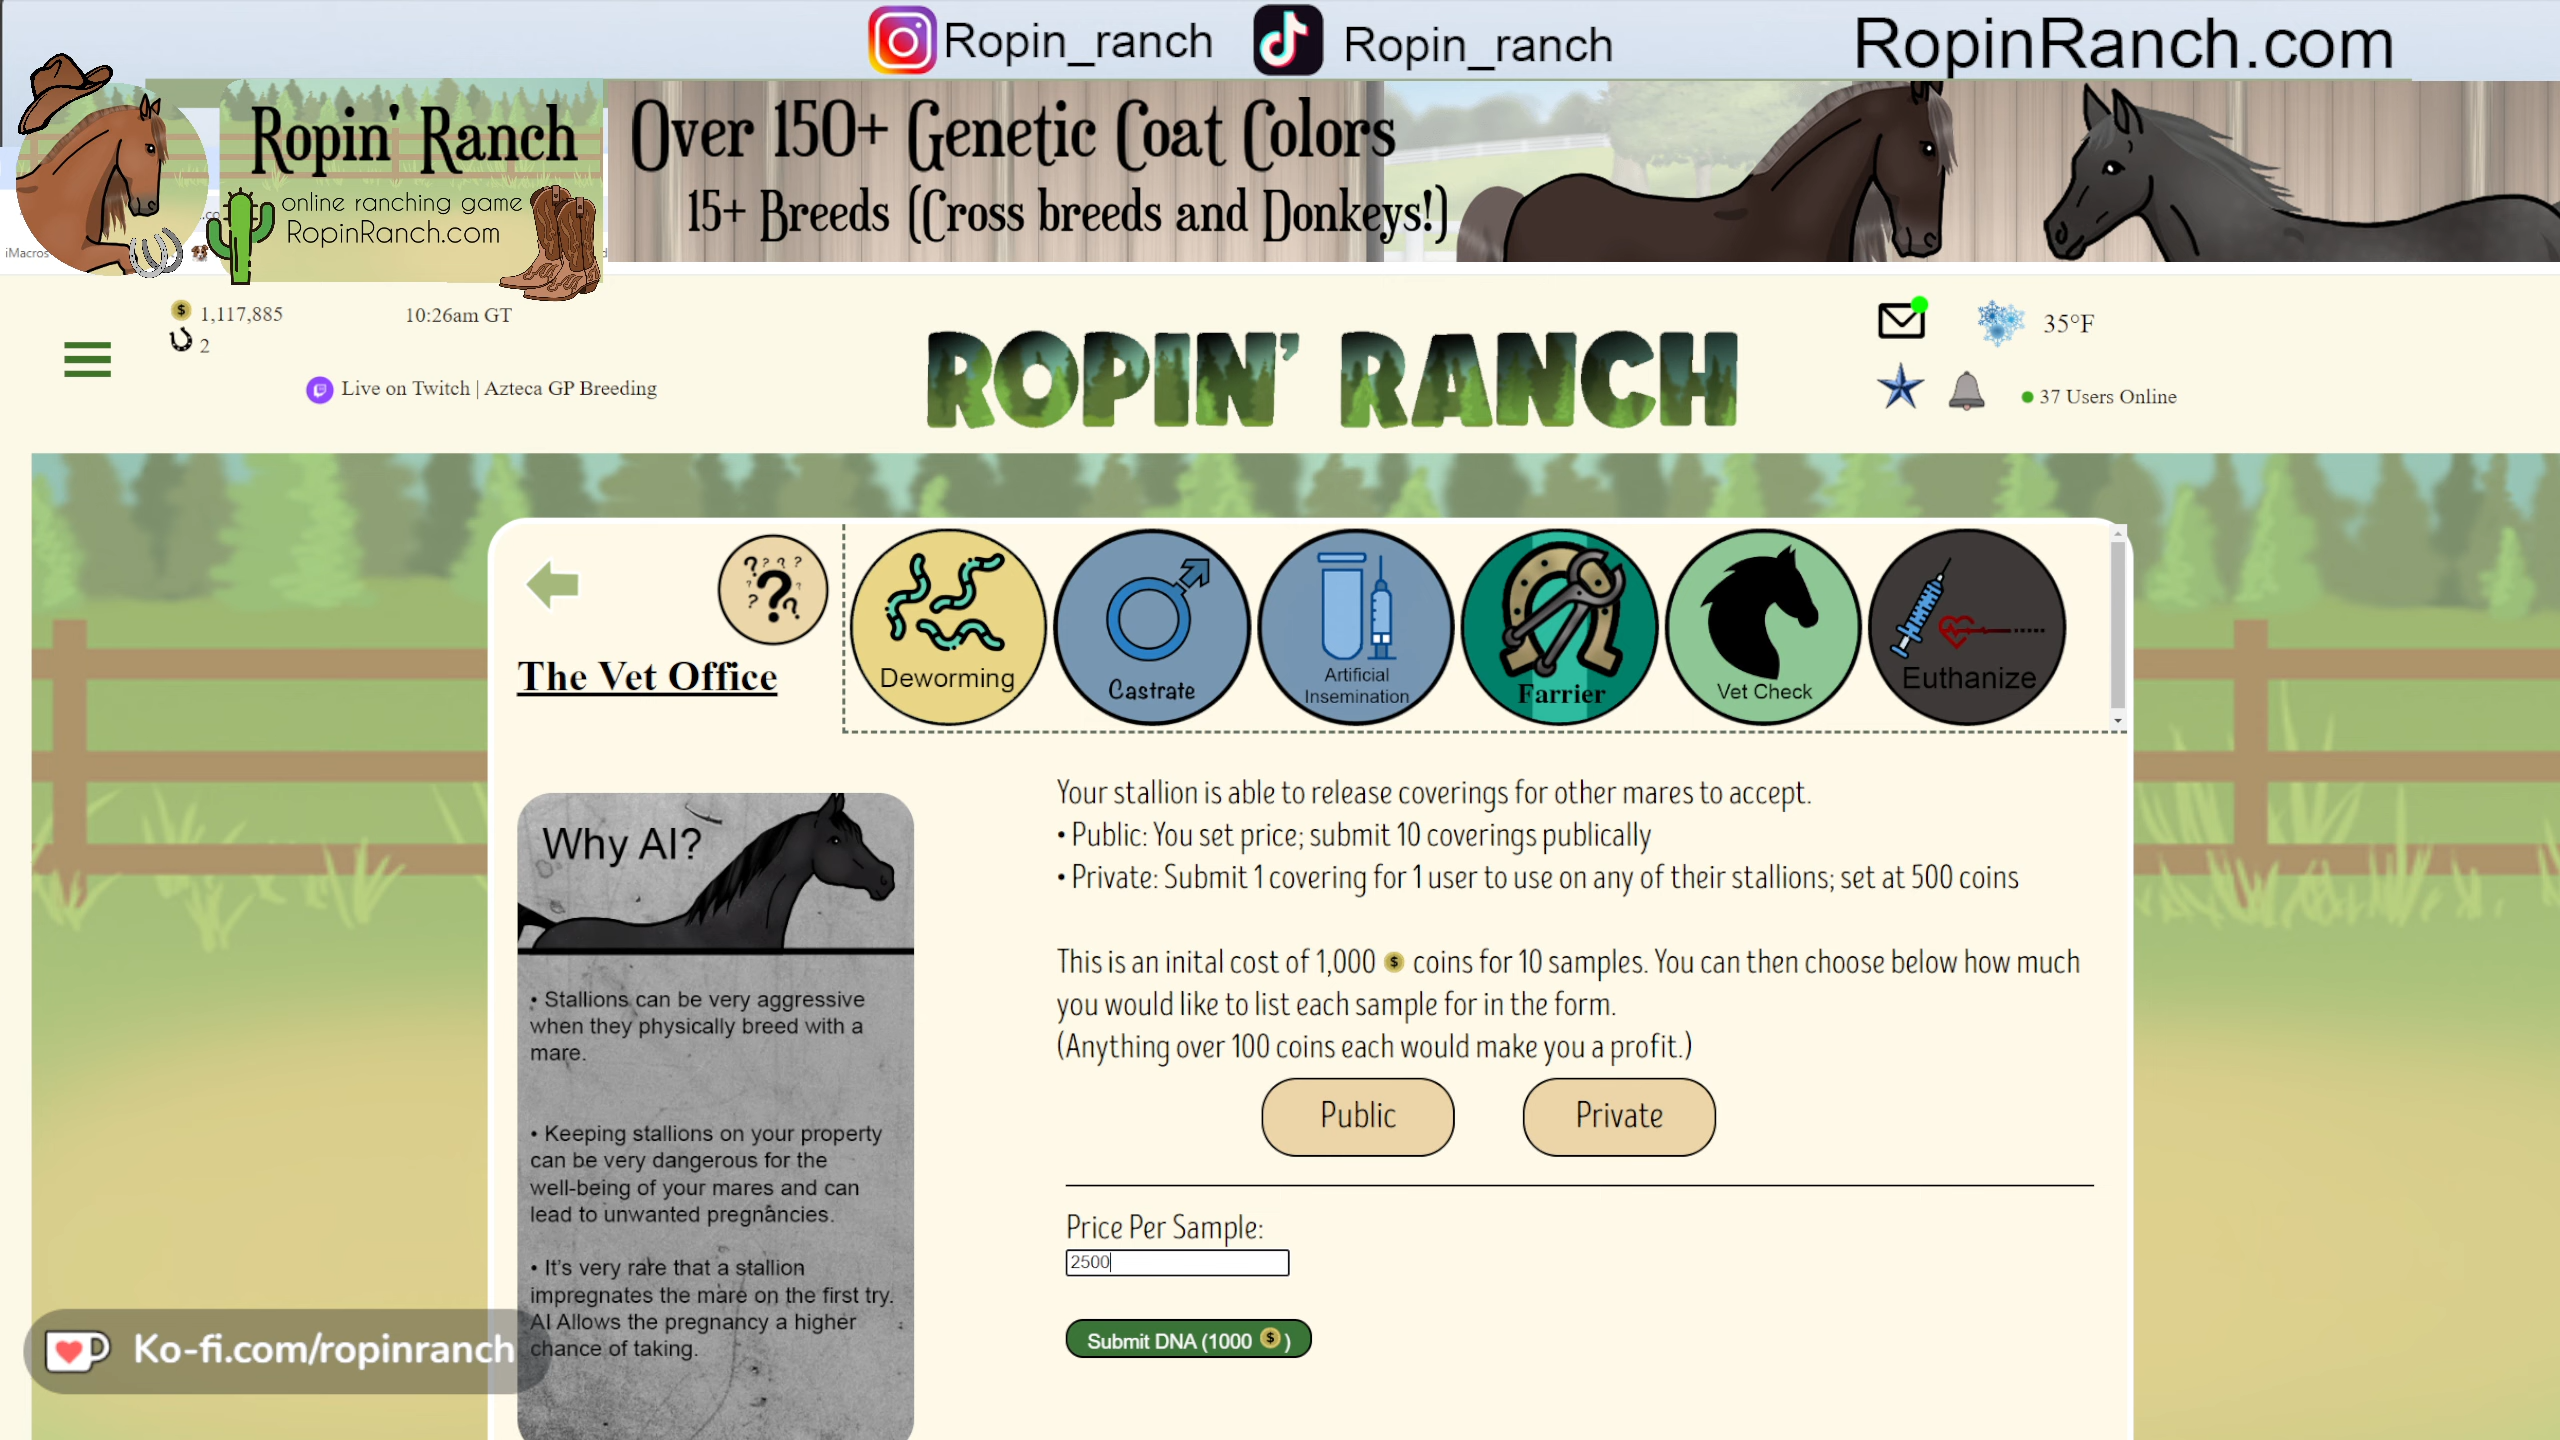 Ropin_ranch
Ropin_ranch
RopinRanch.com
Ropin' Ranch
online ranching game
RopinRanch.com
Over 150+ Genetic Coat Colors
15+ Breeds (Cross breeds and Donkeys!)
iMacros
1,117,885
2
10:26am GT
Live on Twitch | Azteca GP Breeding
ROPIN' RANCH
35°F
37 Users Online
The Vet Office
Deworming
Castrate
Artificial
Insemination
Farrier
Vet Check
Euthanize
Why AI?
• Stallions can be very aggressive
when they physically breed with a
mare.
• Keeping stallions on your property
can be very dangerous for the
well-being of your mares and can
lead to unwanted pregnancies.
• It's very rare that a stallion
impregnates the mare on the first try.
AI Allows the pregnancy a higher
chance of taking.
Your stallion is able to release coverings for other mares to accept.
• Public: You set price; submit 10 coverings publically
• Private: Submit 1 covering for 1 user to use on any of their stallions; set at 500 coins
This is an inital cost of 1,000 $ coins for 10 samples. You can then choose below how much
you would like to list each sample for in the form.
(Anything over 100 coins each would make you a profit.)
Public
Private
Price Per Sample:
2500
Submit DNA (1000 $ )
Ko-fi.com/ropinranch